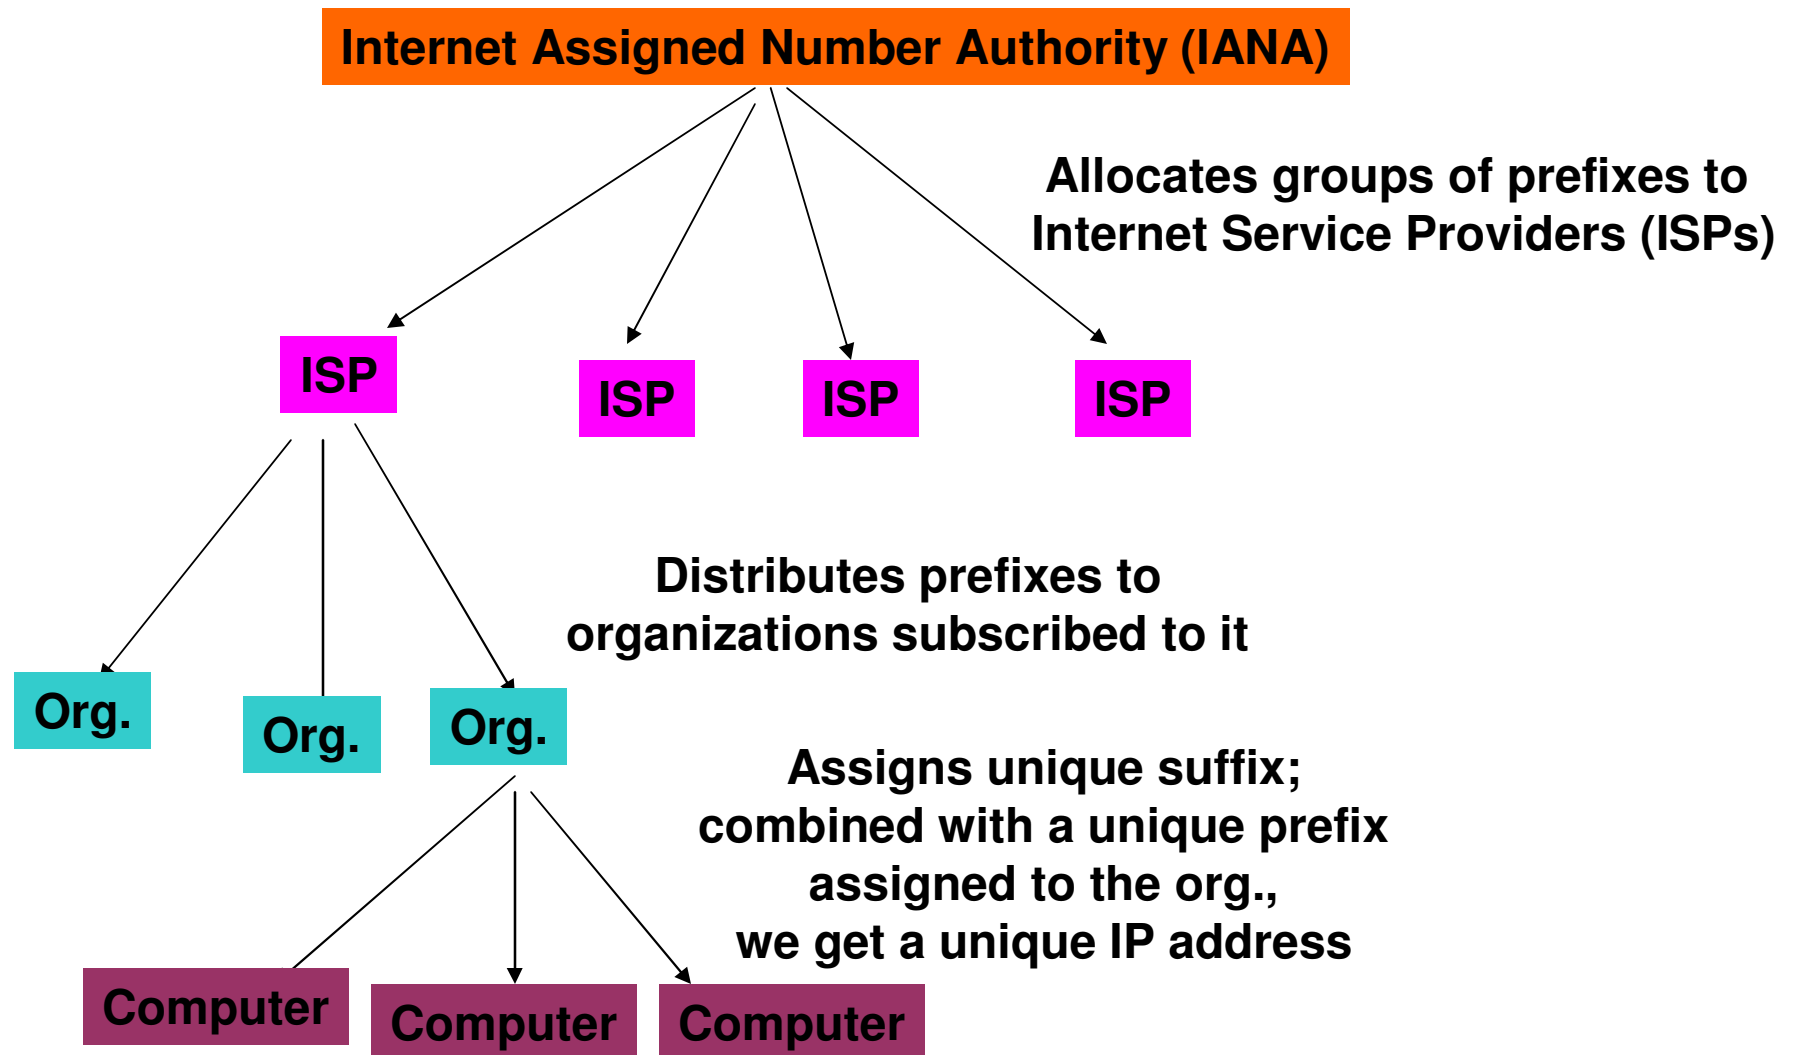 Internet Assigned Number Authority (IANA)
Allocates groups of prefixes to
Internet Service Providers (ISPs)
ISP
ISP
ISP
ISP
Distributes prefixes to
organizations subscribed to it
Org.
Org.
Org.
Assigns unique suffix;
combined with a unique prefix
assigned to the org.,
we get a unique IP address
Computer
Computer
Computer